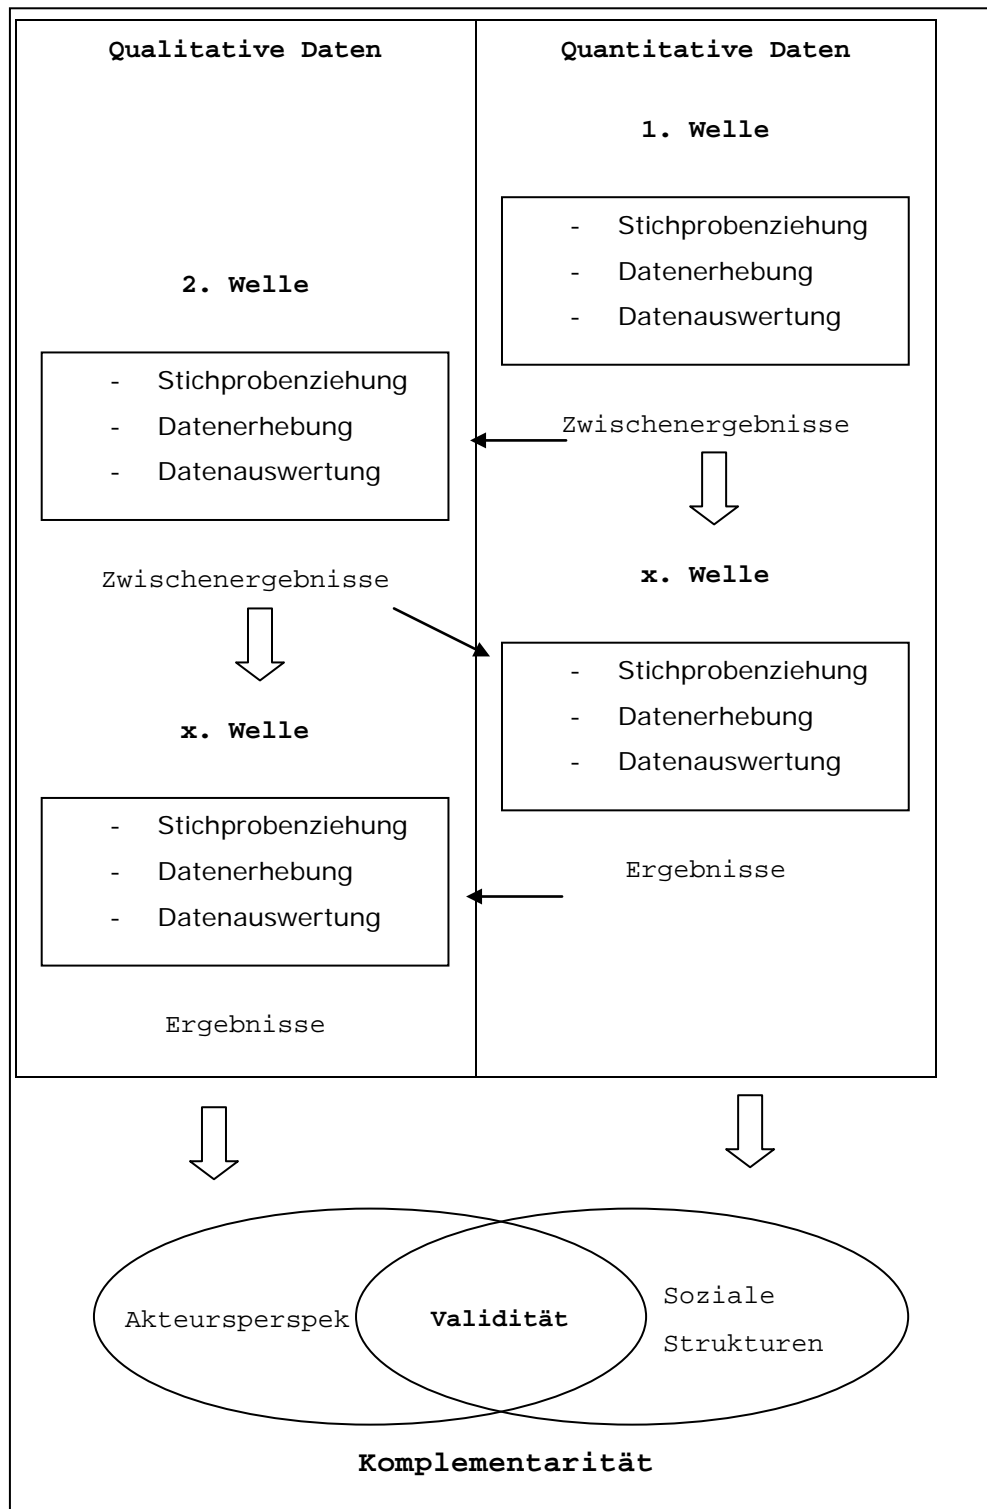 Qualitative Daten
Quantitative Daten
1. Welle
- Stichprobenziehung
- Datenerhebung
- Datenauswertung
2. Welle
- Stichprobenziehung
- Datenerhebung
- Datenauswertung
Zwischenergebnisse
Zwischenergebnisse
x. Welle
- Stichprobenziehung
- Datenerhebung
- Datenauswertung
x. Welle
- Stichprobenziehung
- Datenerhebung
- Datenauswertung
Ergebnisse
Ergebnisse
Akteursperspek
Validität
Soziale
Strukturen
Komplementarität